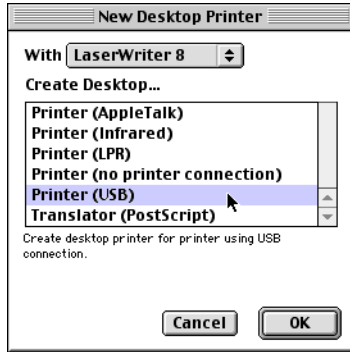 New Desktop Printer
With LaserWriter 8
Create Desktop...
Printer (AppleTalk)
Printer (Infrared)
Printer (LPR)
Printer (no printer connection)
Printer (USB)
Translator (PostScript)
Create desktop printer for printer using USB
connection.
Cancel OK